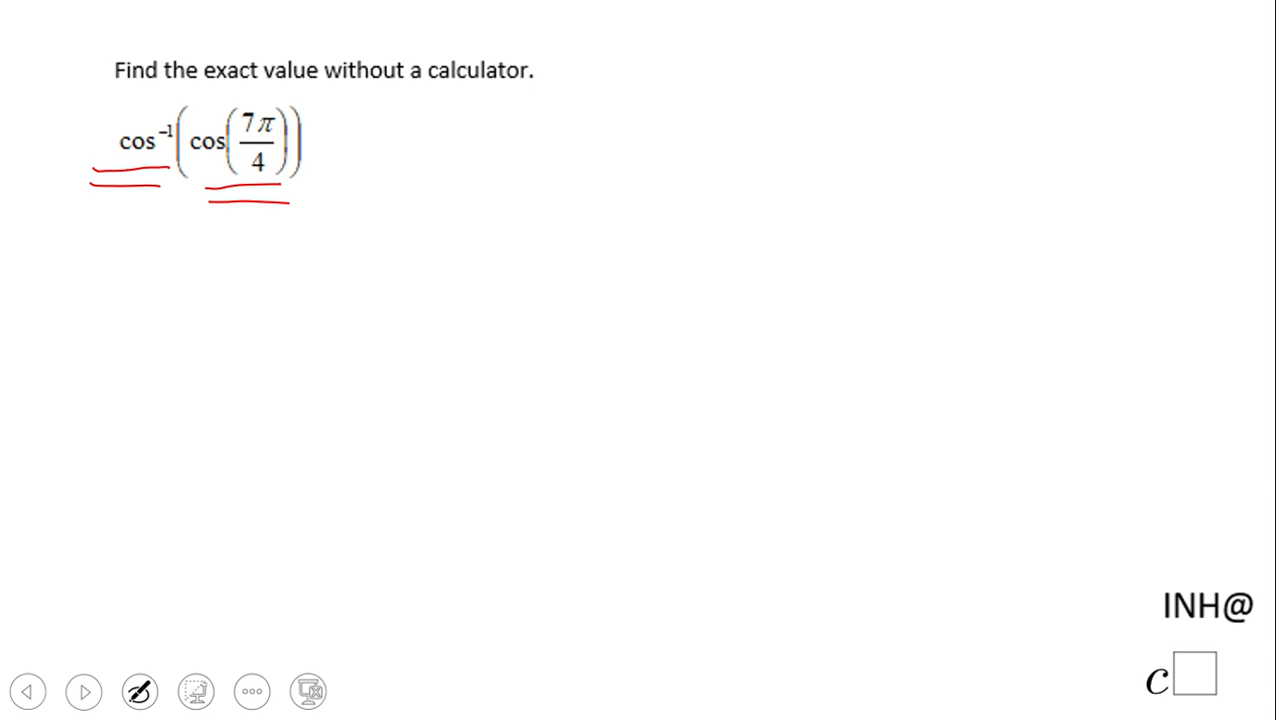 Find the exact value without a calculator.
cos⁻¹(cos(7π/4))
INH@
c□